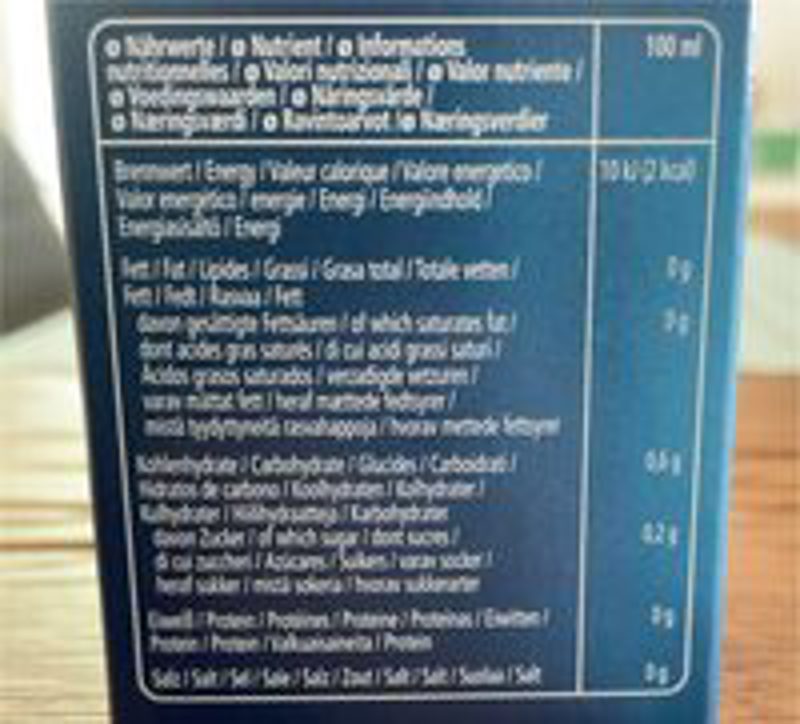 Nährwerte / Nutrient / Informations
100 ml
nutritionnelles / Valori nutrizionali / Valor nutriente /
Voedingswaarden / Näringsvärde /
Næringsværdi / Ravintoarvot / Næringsverdier
Brennwert / Energy / Valeur calorique / Valore energetico /
10 kJ (2 kcal)
Valor energético / energie / Energi / Energiindhold /
Energiasisältö / Energi
Fett / Fat / Lipides / Grassi / Grasa total / Totale vetten /
0 g
Fett / Fedt / Rasvaa / Fett
davon gesättigte Fettsäuren / of which saturates fat /
0 g
dont acides gras saturés / di cui acidi grassi saturi /
Ácidos grasos saturados / verzadigde vetzuren /
varav mättat fett / heraf mættede fedtsyrer /
mistä tyydyttyneitä rasvahappoja / hvorav mettede fettsyrer
Kohlenhydrate / Carbohydrate / Glucides / Carboidrati /
0,6 g
Hidratos de carbono / Koolhydraten / Kolhydrater /
Kulhydrater / Hiilihydraatteja / Karbohydrater
davon Zucker / of which sugar / dont sucres /
0,2 g
di cui zuccheri / Azúcares / Suikers / varav socker /
heraf sukker / mistä sokeria / hvorav sukkerarter
Eiweiß / Protein / Protéines / Proteine / Proteínas / Eiwitten /
0 g
Protein / Protein / Valkuaisaineita / Protein
Salz / Salt / Sel / Sale / Salz / Zout / Salt / Salt / Suolaa / Salt
0 g